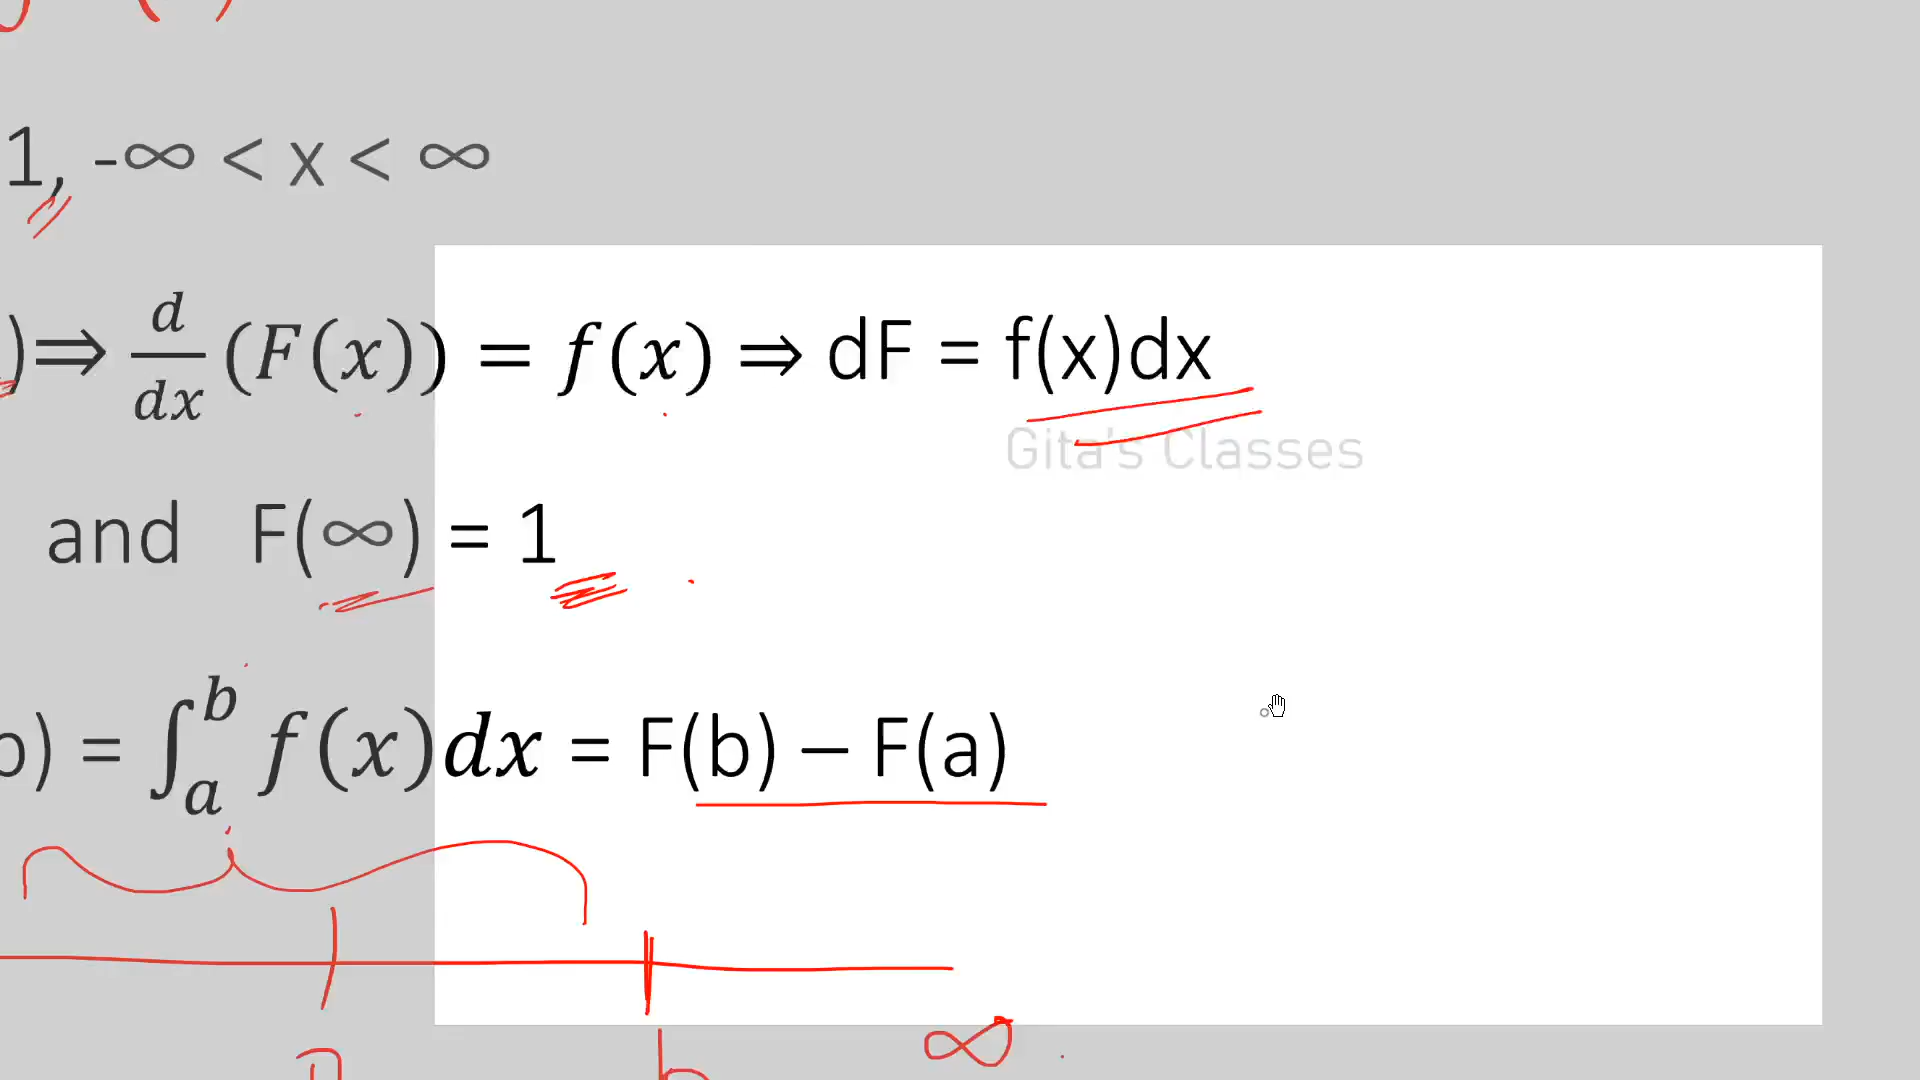 1, -∞ < x < ∞
)⇒ d/dx (F(x)) = f(x) ⇒ dF = f(x)dx
Gita's Classes
and F(∞) = 1
b) = ∫_a^b f(x)dx = F(b) – F(a)
∞
a b